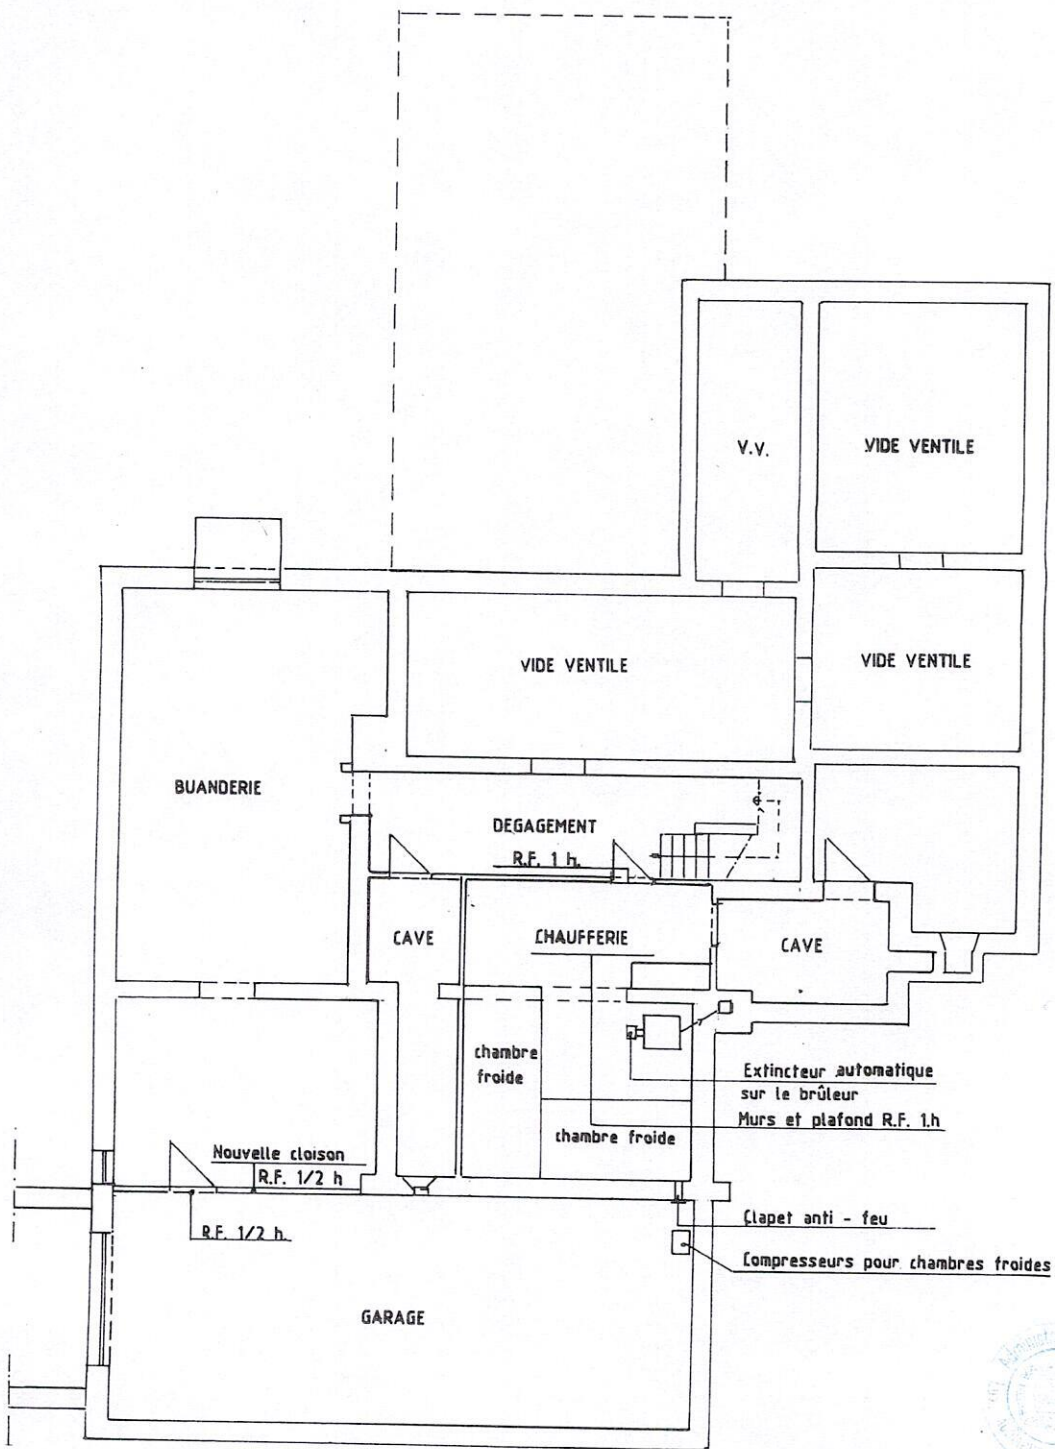 V.V.
VIDE VENTILE
VIDE VENTILE
VIDE VENTILE
BUANDERIE
DEGAGEMENT
R.F. 1 h.
CAVE
CHAUFFERIE
CAVE
chambre
froide
Extincteur automatique
sur le brûleur
Murs et plafond R.F. 1.h
chambre froide
Nouvelle cloison
R.F. 1/2 h
R.F. 1/2 h.
Clapet anti - feu
Compresseurs pour chambres froides
GARAGE